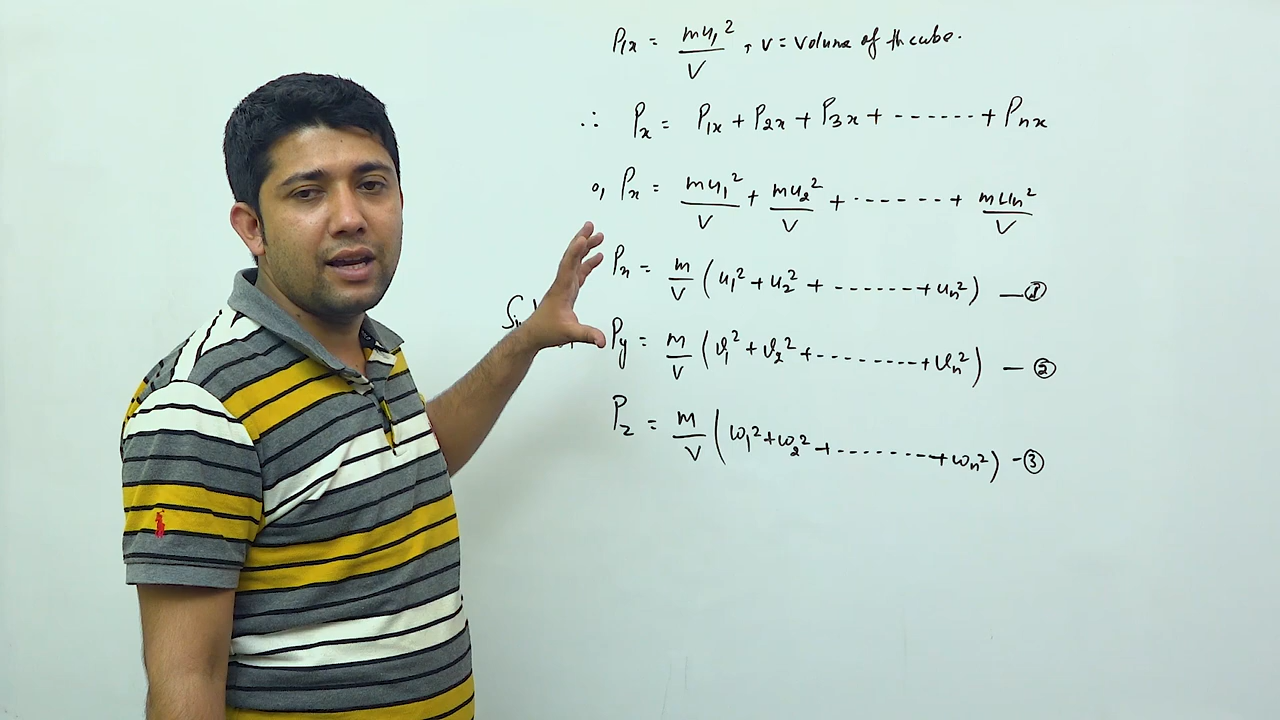 P1x = mu₁²/V , V = Volume of the cube.
∴ Px = P1x + P2x + P3x + ------ + Pnx
o, Px = mu₁²/V + mu₂²/V + ------ + mun²/V
Px = m/V (u₁² + u₂² + ------- + un²) — ①
Py = m/V (v₁² + v₂² + -------- + vn²) — ②
Pz = m/V (w₁² + w₂² + -------- + wn²) - ③